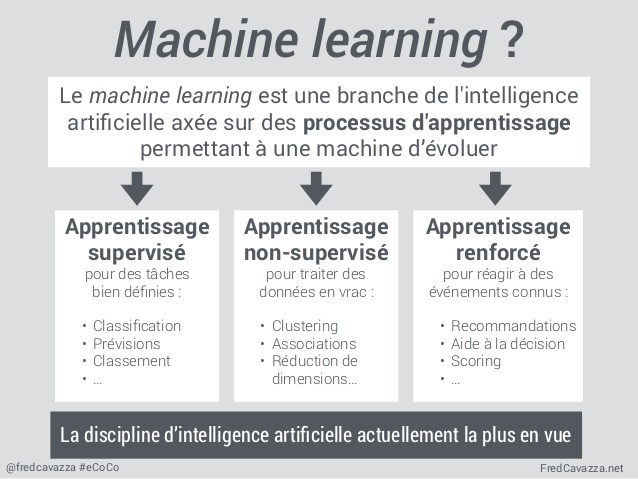 Machine learning ?
Le machine learning est une branche de l'intelligence
artificielle axée sur des processus d'apprentissage
permettant à une machine d'évoluer
Apprentissage
supervisé
pour des tâches
bien définies :
• Classification
• Prévisions
• Classement
• ...
Apprentissage
non-supervisé
pour traiter des
données en vrac :
• Clustering
• Associations
• Réduction de
dimensions...
Apprentissage
renforcé
pour réagir à des
événements connus :
• Recommandations
• Aide à la décision
• Scoring
• ...
La discipline d'intelligence artificielle actuellement la plus en vue
@fredcavazza #eCoCo
FredCavazza.net